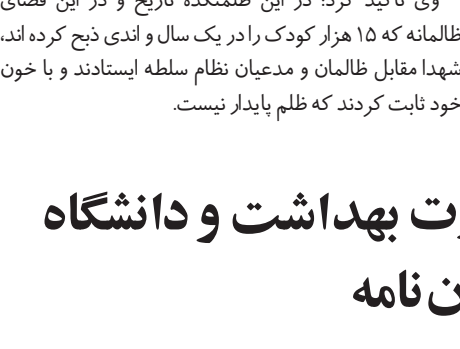 وی تأکید کرد: در این ظلمتکده تاریخ و در این فضای
ظالمانه که ۱۵ هزار کودک را در یک سال و اندی ذبح کرده اند،
شهدا مقابل ظالمان و مدعیان نظام سلطه ایستادند و با خون
خود ثابت کردند که ظلم پایدار نیست.
رت بهداشت و دانشگاه
ن نامه